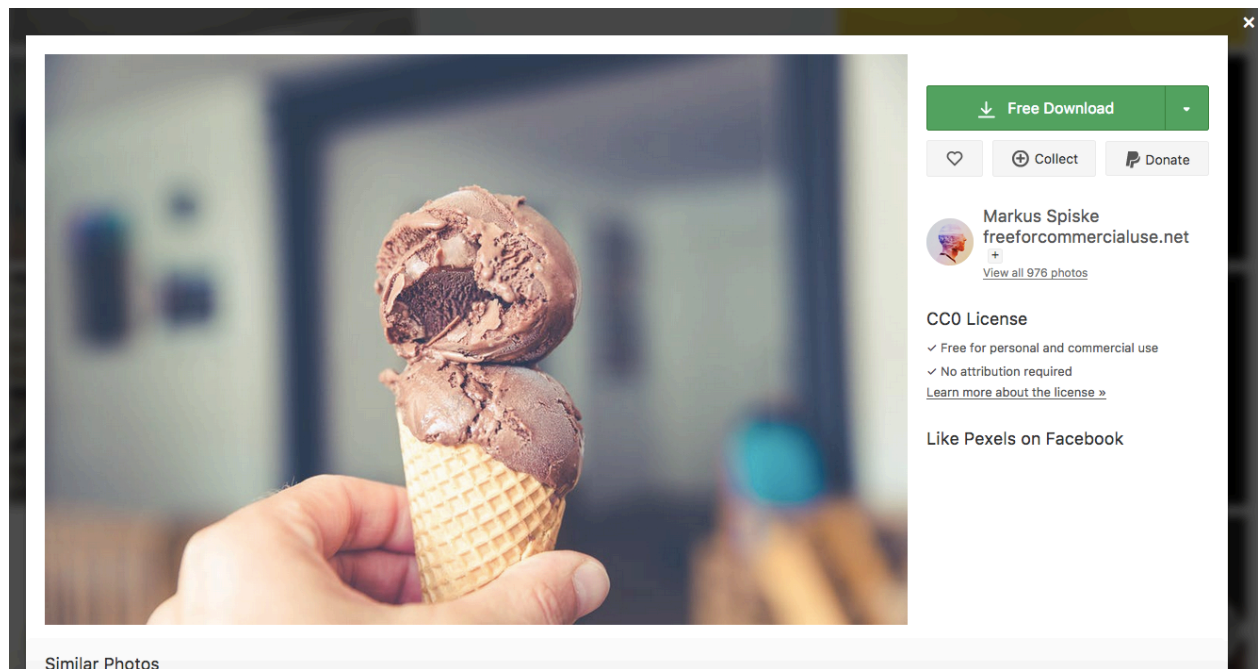 ×
Free Download
Collect
Donate
Markus Spiske
freeforcommercialuse.net
+
View all 976 photos
CC0 License
✓ Free for personal and commercial use
✓ No attribution required
Learn more about the license »
Like Pexels on Facebook
Similar Photos